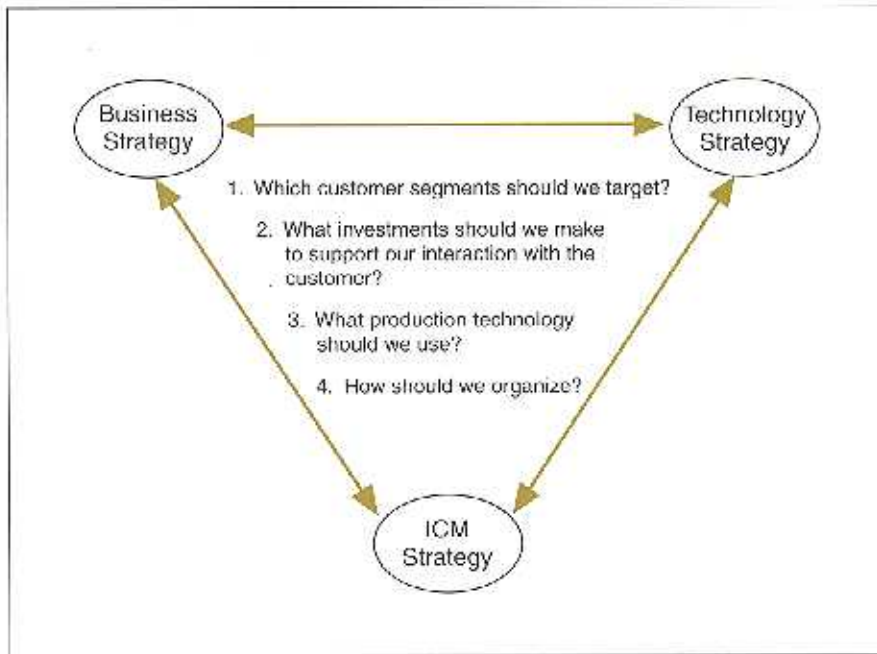 Business
Strategy
Technology
Strategy
1. Which customer segments should we target?
2. What investments should we make
to support our interaction with the
customer?
3. What production technology
should we use?
4. How should we organize?
ICM
Strategy